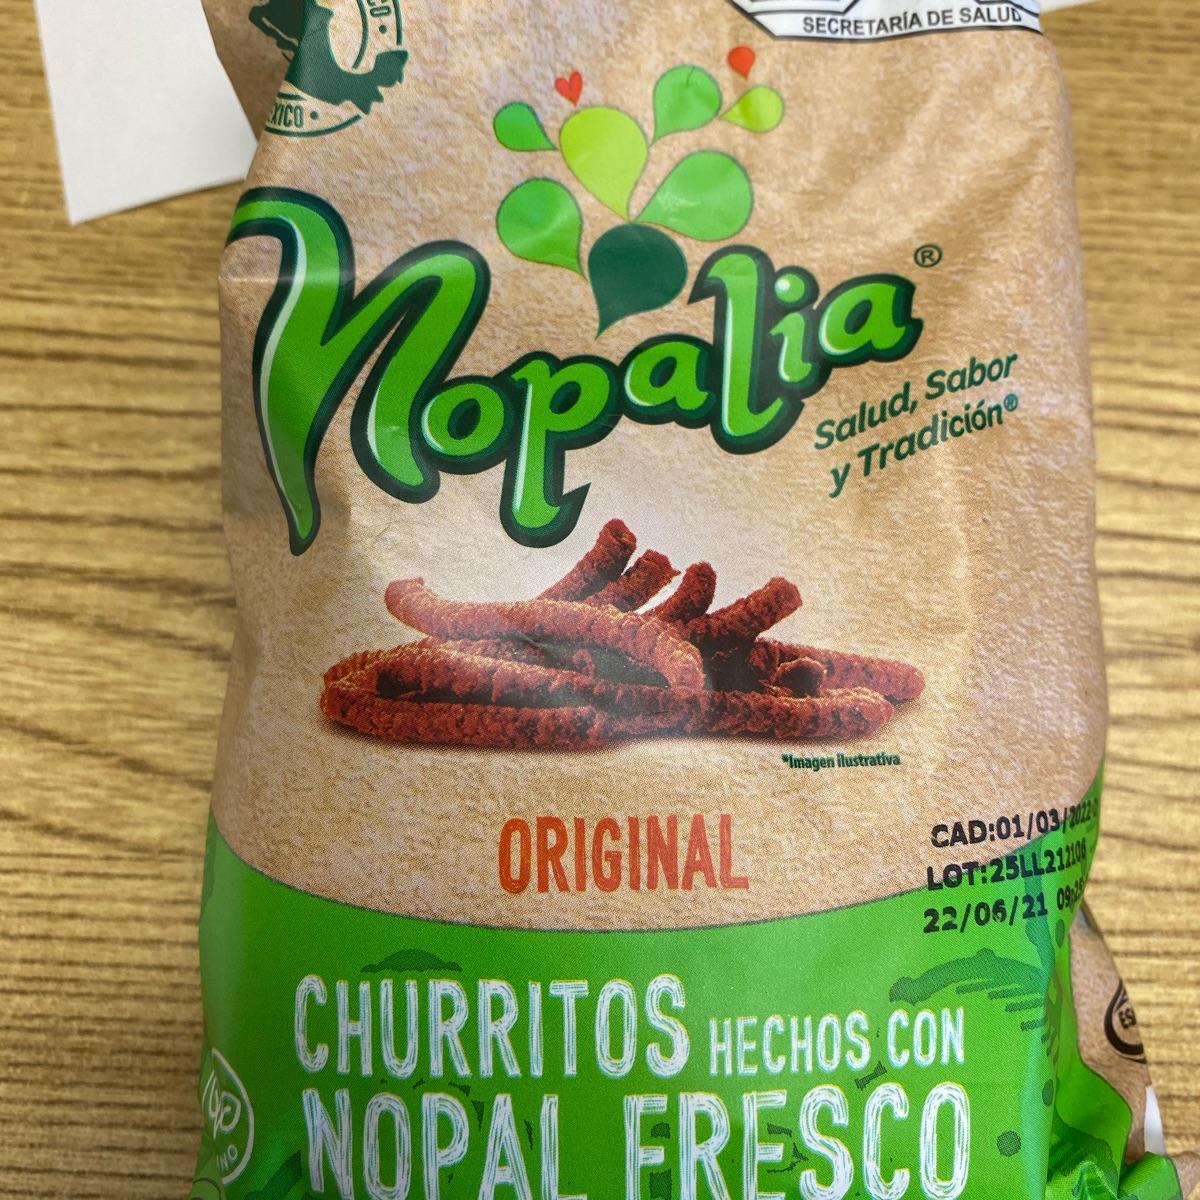 SECRETARÍA DE SALUD
Nopalia®
Salud, Sabor
y Tradición®
*Imagen ilustrativa
ORIGINAL
CAD:01/03/2022
LOT:25LL212106
22/06/21
CHURRITOS HECHOS CON
NOPAL FRESCO